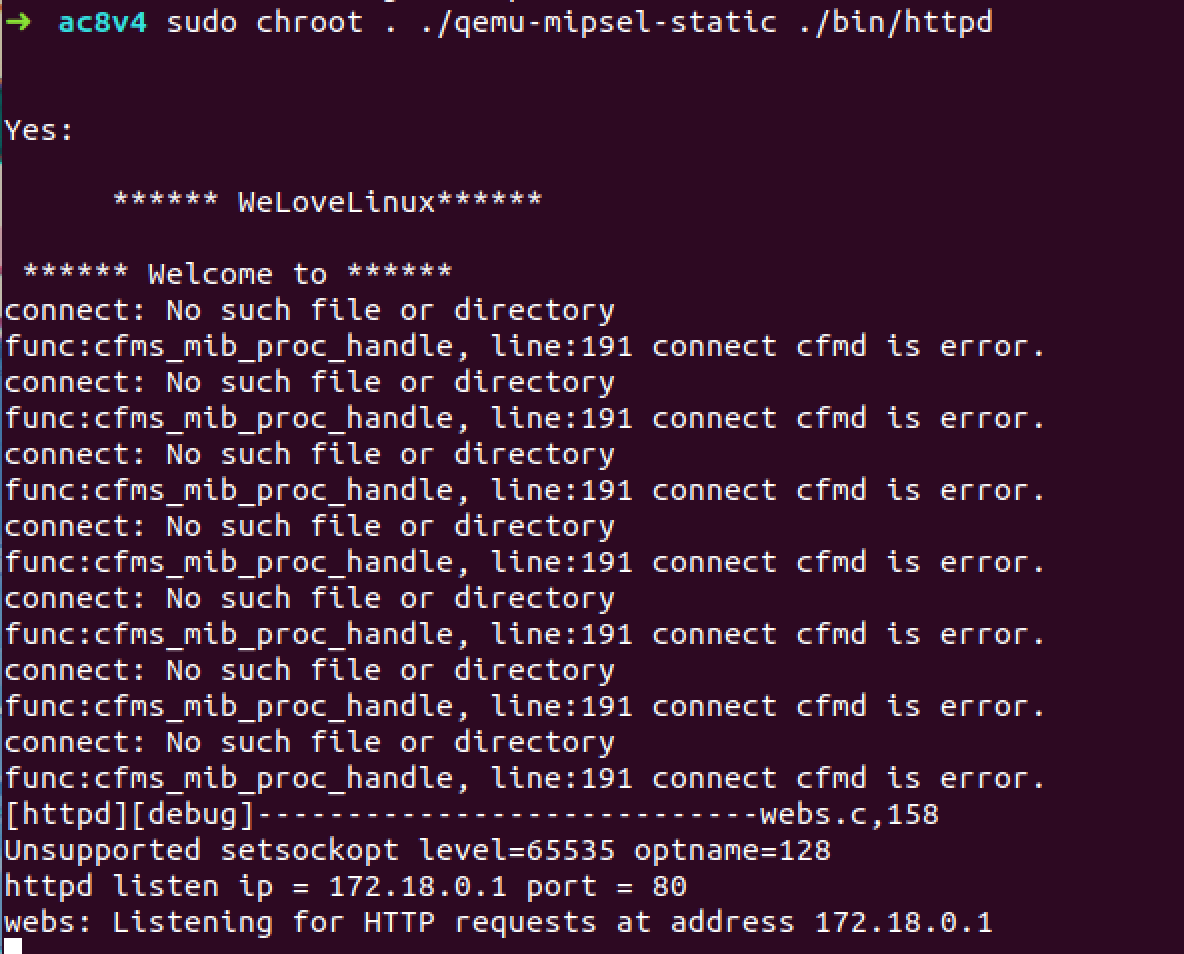 ➜ ac8v4 sudo chroot . ./qemu-mipsel-static ./bin/httpd
Yes:
****** WeLoveLinux******
****** Welcome to ******
connect: No such file or directory
func:cfms_mib_proc_handle, line:191 connect cfmd is error.
connect: No such file or directory
func:cfms_mib_proc_handle, line:191 connect cfmd is error.
connect: No such file or directory
func:cfms_mib_proc_handle, line:191 connect cfmd is error.
connect: No such file or directory
func:cfms_mib_proc_handle, line:191 connect cfmd is error.
connect: No such file or directory
func:cfms_mib_proc_handle, line:191 connect cfmd is error.
connect: No such file or directory
func:cfms_mib_proc_handle, line:191 connect cfmd is error.
connect: No such file or directory
func:cfms_mib_proc_handle, line:191 connect cfmd is error.
[httpd][debug]----------------------------webs.c,158
Unsupported setsockopt level=65535 optname=128
httpd listen ip = 172.18.0.1 port = 80
webs: Listening for HTTP requests at address 172.18.0.1